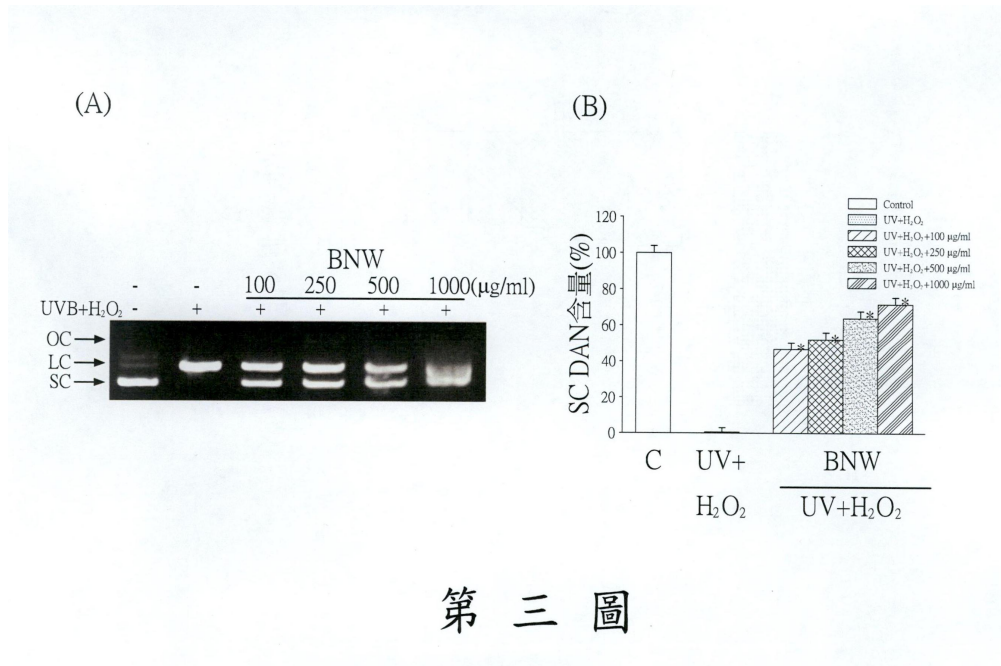 (A)
BNW
- - 100 250 500 1000(μg/ml)
UVB+H₂O₂ - + + + + +
OC
LC
SC
(B)
Control
UV+H₂O₂
UV+H₂O₂+100 μg/ml
UV+H₂O₂+250 μg/ml
UV+H₂O₂+500 μg/ml
UV+H₂O₂+1000 μg/ml
SC DAN含量(%)
120
100
80
60
40
20
0
* * * *
C UV+ BNW
H₂O₂ UV+H₂O₂
第三圖